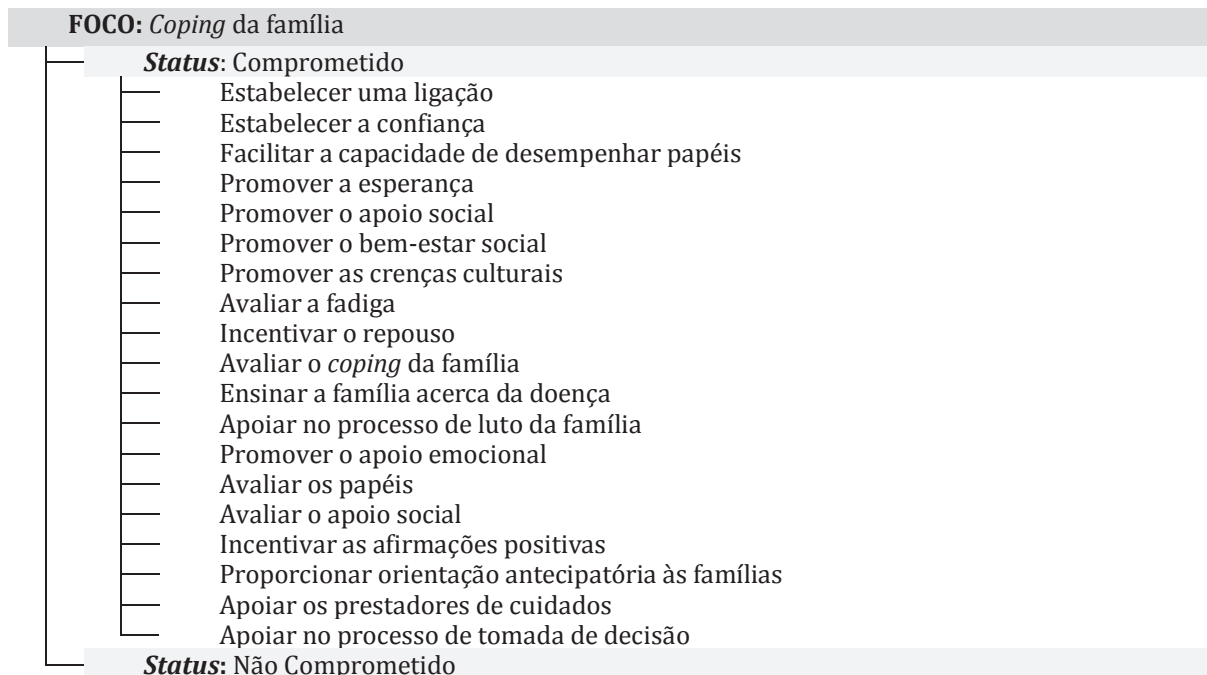 FOCO: Coping da família
Status: Comprometido
Estabelecer uma ligação
Estabelecer a confiança
Facilitar a capacidade de desempenhar papéis
Promover a esperança
Promover o apoio social
Promover o bem-estar social
Promover as crenças culturais
Avaliar a fadiga
Incentivar o repouso
Avaliar o coping da família
Ensinar a família acerca da doença
Apoiar no processo de luto da família
Promover o apoio emocional
Avaliar os papéis
Avaliar o apoio social
Incentivar as afirmações positivas
Proporcionar orientação antecipatória às famílias
Apoiar os prestadores de cuidados
Apoiar no processo de tomada de decisão
Status: Não Comprometido